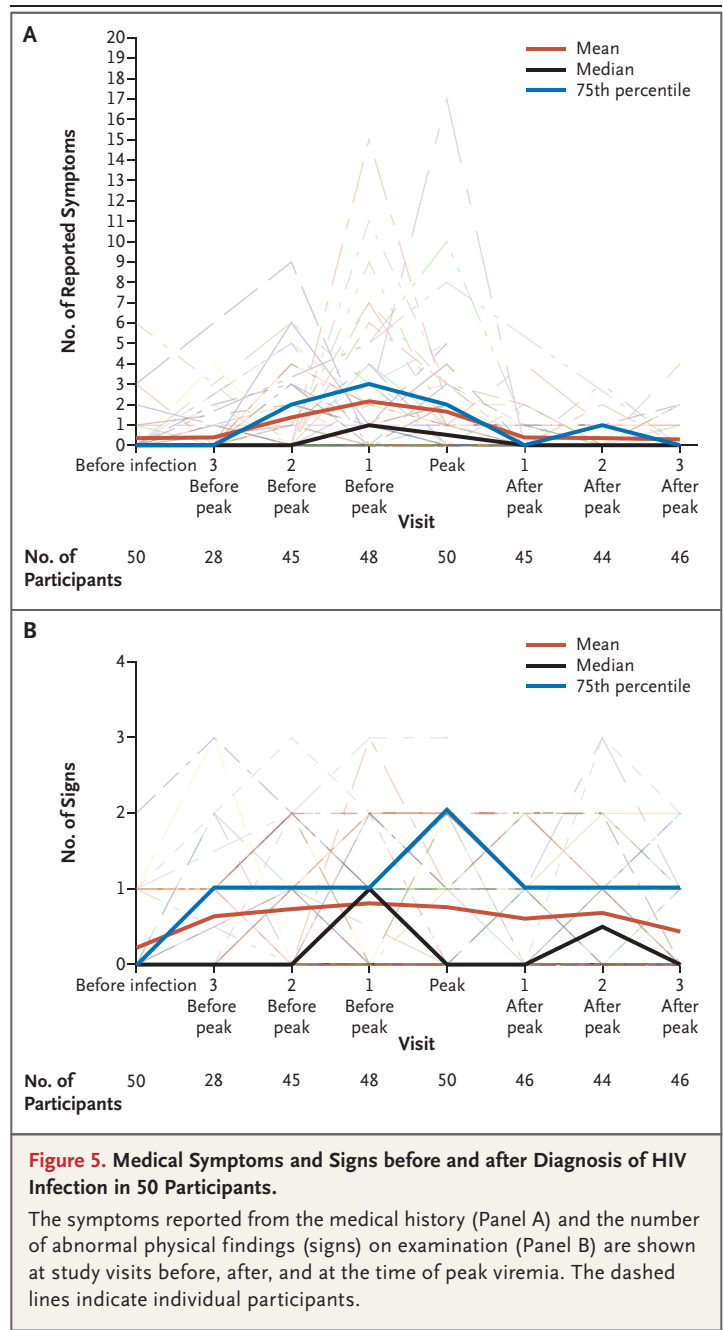 A
20
19
18
17
16
15
14
13
12
11
10
9
8
7
6
5
4
3
2
1
0
No. of Reported Symptoms
Mean
Median
75th percentile
Before infection 3 2 1 Peak 1 2 3
Before Before Before After After After
peak peak peak peak peak peak
Visit
No. of 50 28 45 48 50 45 44 46
Participants
B
4
3
2
1
0
No. of Signs
Mean
Median
75th percentile
Before infection 3 2 1 Peak 1 2 3
Before Before Before After After After
peak peak peak peak peak peak
Visit
No. of 50 28 45 48 50 46 44 46
Participants
Figure 5. Medical Symptoms and Signs before and after Diagnosis of HIV
Infection in 50 Participants.
The symptoms reported from the medical history (Panel A) and the number
of abnormal physical findings (signs) on examination (Panel B) are shown
at study visits before, after, and at the time of peak viremia. The dashed
lines indicate individual participants.